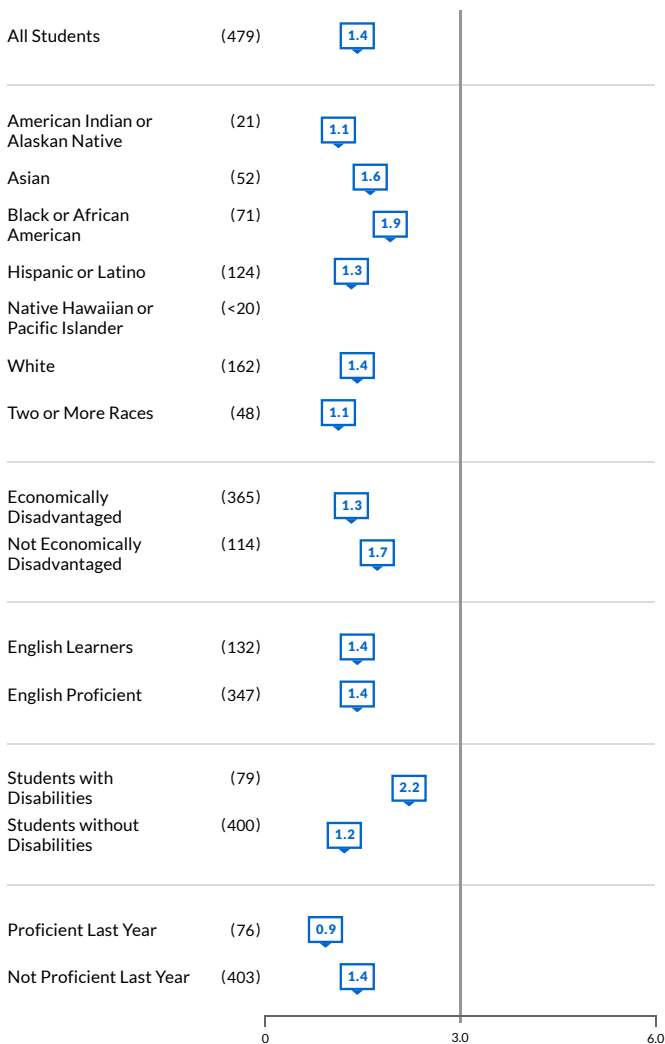 All Students (479) 1.4
American Indian or (21) 1.1
Alaskan Native
Asian (52) 1.6
Black or African (71) 1.9
American
Hispanic or Latino (124) 1.3
Native Hawaiian or (<20)
Pacific Islander
White (162) 1.4
Two or More Races (48) 1.1
Economically (365) 1.3
Disadvantaged
Not Economically (114) 1.7
Disadvantaged
English Learners (132) 1.4
English Proficient (347) 1.4
Students with (79) 2.2
Disabilities
Students without (400) 1.2
Disabilities
Proficient Last Year (76) 0.9
Not Proficient Last Year (403) 1.4
0 3.0 6.0